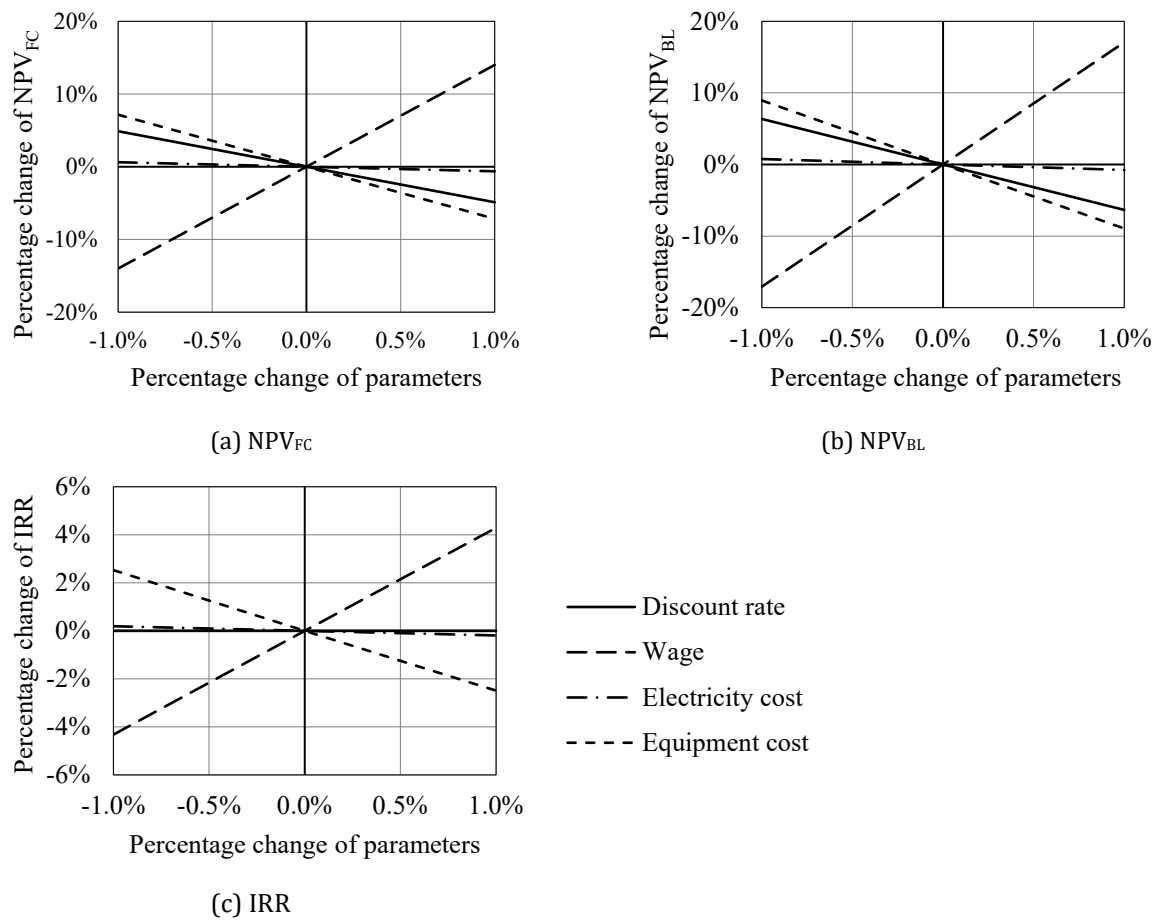 Percentage change of NPVFC
20%
10%
0%
-10%
-20%
-1.0% -0.5% 0.0% 0.5% 1.0%
Percentage change of parameters
(a) NPVFC
Percentage change of NPVBL
20%
10%
0%
-10%
-20%
-1.0% -0.5% 0.0% 0.5% 1.0%
Percentage change of parameters
(b) NPVBL
Percentage change of IRR
6%
4%
2%
0%
-2%
-4%
-6%
-1.0% -0.5% 0.0% 0.5% 1.0%
Percentage change of parameters
(c) IRR
Discount rate
Wage
Electricity cost
Equipment cost